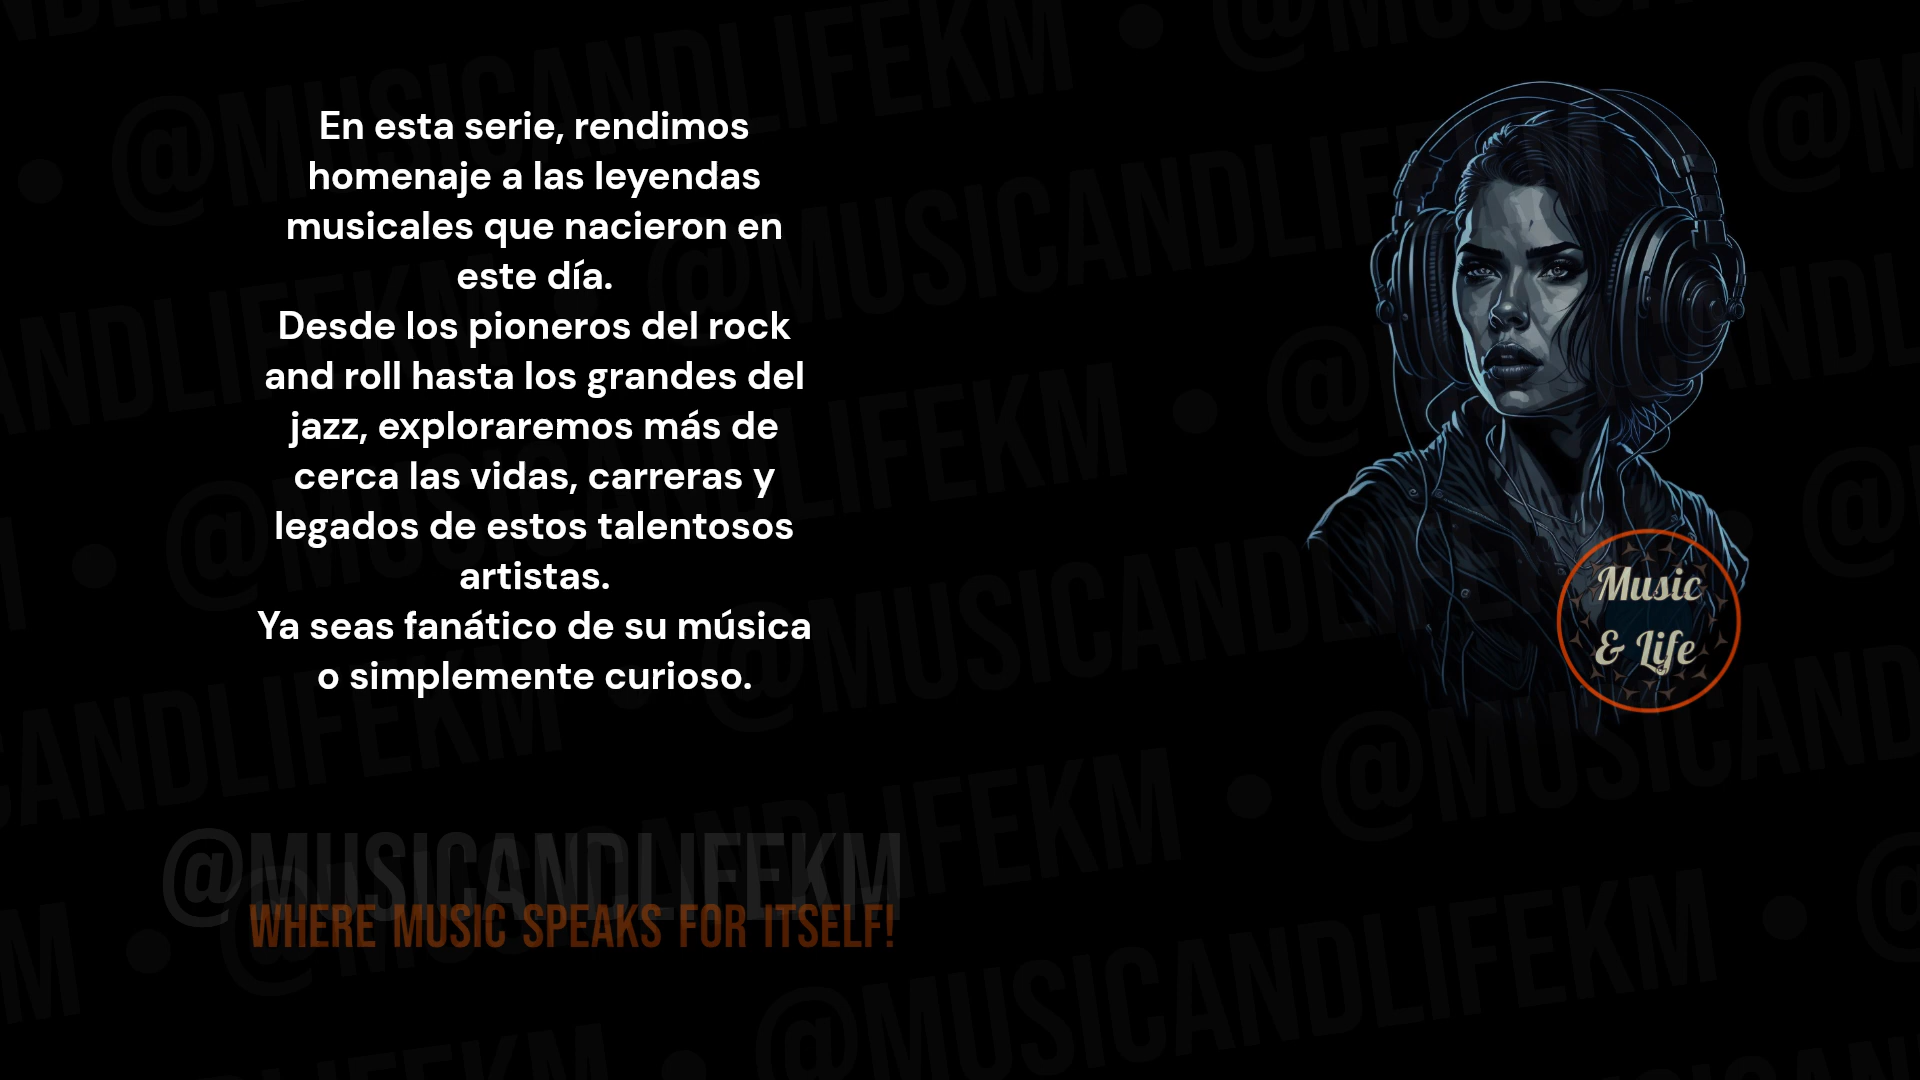 En esta serie, rendimos
homenaje a las leyendas
musicales que nacieron en
este día.
Desde los pioneros del rock
and roll hasta los grandes del
jazz, exploraremos más de
cerca las vidas, carreras y
legados de estos talentosos
artistas.
Ya seas fanático de su música
o simplemente curioso.
Music
& Life
@MUSICANDLIFEKM
WHERE MUSIC SPEAKS FOR ITSELF!